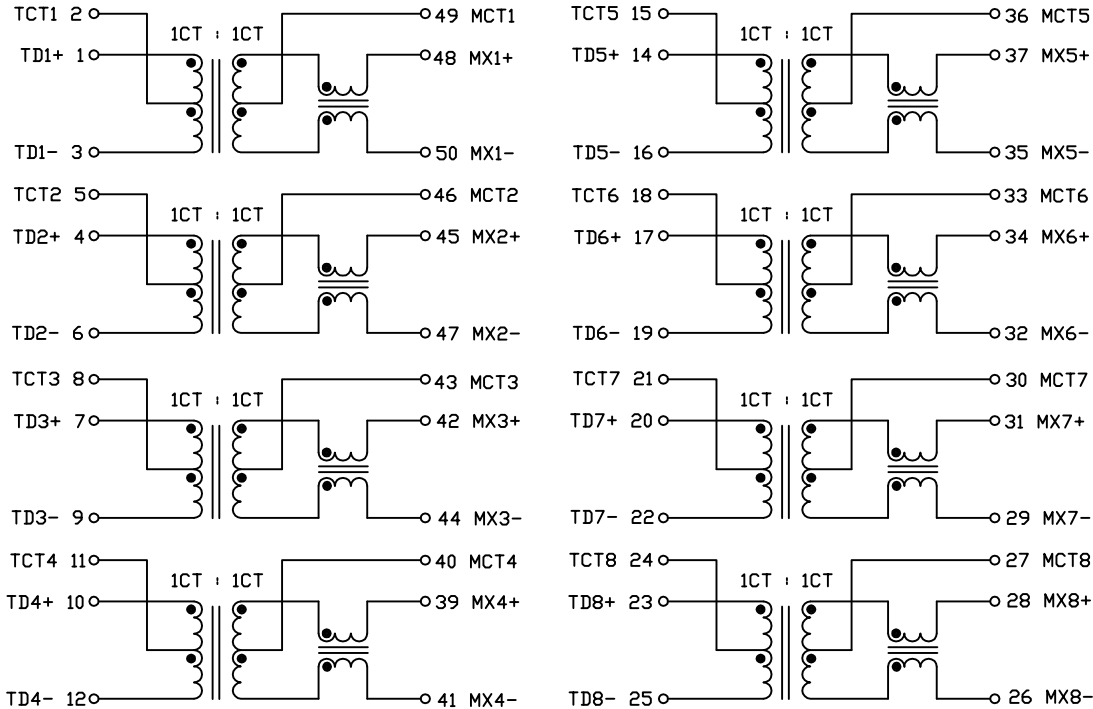 TCT1 2 49 MCT1
1CT : 1CT
TD1+ 1 48 MX1+
TD1- 3 50 MX1-
TCT2 5 46 MCT2
1CT : 1CT
TD2+ 4 45 MX2+
TD2- 6 47 MX2-
TCT3 8 43 MCT3
1CT : 1CT
TD3+ 7 42 MX3+
TD3- 9 44 MX3-
TCT4 11 40 MCT4
1CT : 1CT
TD4+ 10 39 MX4+
TD4- 12 41 MX4-
TCT5 15 36 MCT5
1CT : 1CT
TD5+ 14 37 MX5+
TD5- 16 35 MX5-
TCT6 18 33 MCT6
1CT : 1CT
TD6+ 17 34 MX6+
TD6- 19 32 MX6-
TCT7 21 30 MCT7
1CT : 1CT
TD7+ 20 31 MX7+
TD7- 22 29 MX7-
TCT8 24 27 MCT8
1CT : 1CT
TD8+ 23 28 MX8+
TD8- 25 26 MX8-